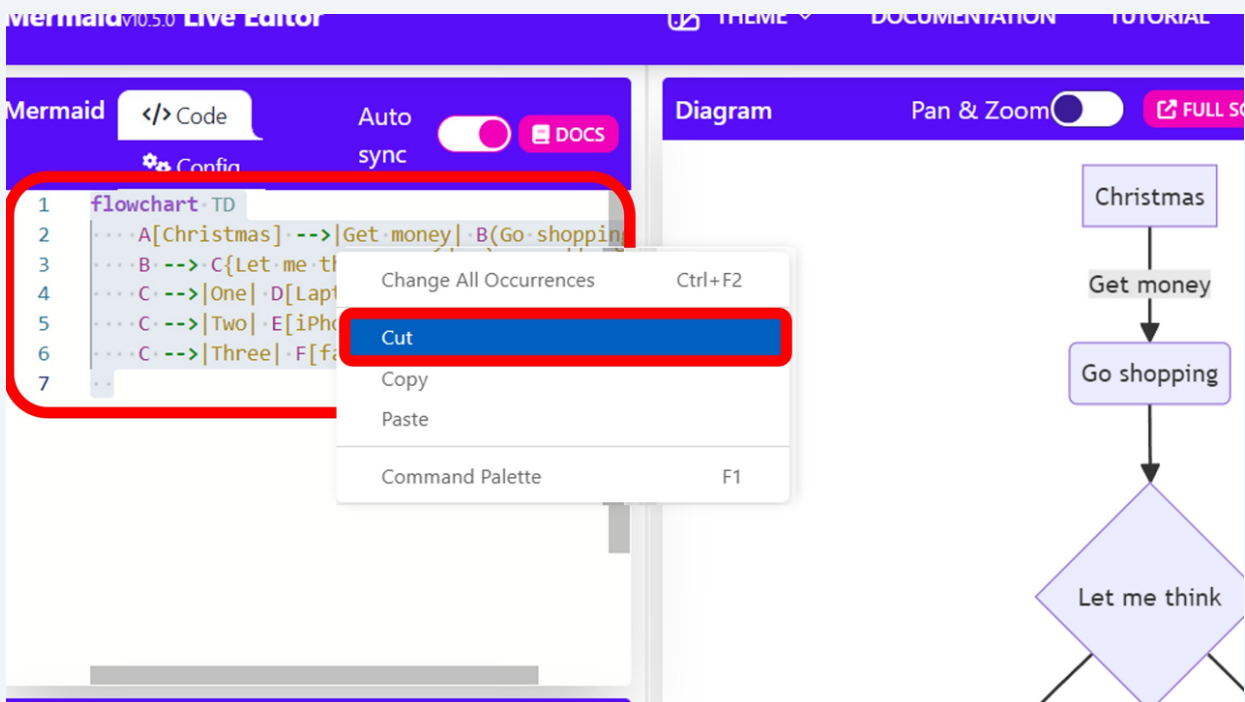 Mermaid v10.5.0 Live Editor
THEME
DOCUMENTATION
TUTORIAL
Mermaid
</> Code
Auto sync
DOCS
Config
Diagram
Pan & Zoom
FULL
1 flowchart TD
2 A[Christmas] -->|Get money| B(Go shopping
3 B --> C{Let me th
4 C -->|One| D[Lapt
5 C -->|Two| E[iPho
6 C -->|Three| F[fa
7
Change All Occurrences Ctrl+F2
Cut
Copy
Paste
Command Palette F1
Christmas
Get money
Go shopping
Let me think